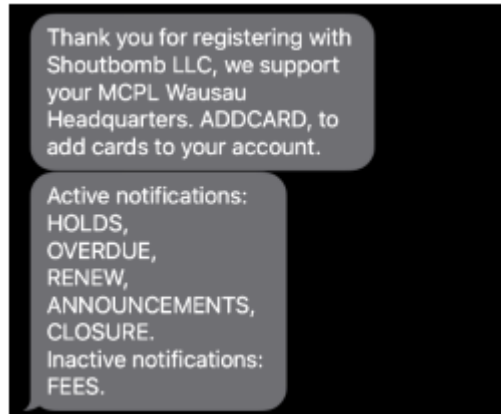 Thank you for registering with
Shoutbomb LLC, we support
your MCPL Wausau
Headquarters. ADDCARD, to
add cards to your account.
Active notifications:
HOLDS,
OVERDUE,
RENEW,
ANNOUNCEMENTS,
CLOSURE.
Inactive notifications:
FEES.